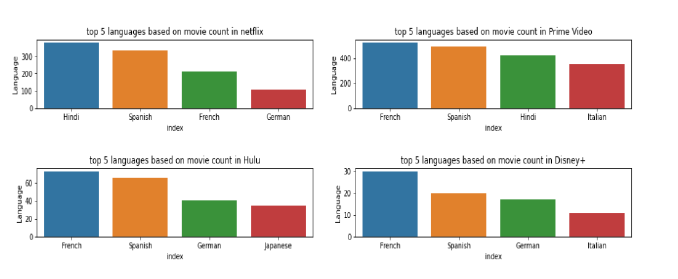 top 5 languages based on movie count in netflix
Language
300
200
100
0
Hindi Spanish French German
index
top 5 languages based on movie count in Prime Video
Language
400
200
0
French Spanish Hindi Italian
index
top 5 languages based on movie count in Hulu
Language
60
40
20
0
French Spanish German Japanese
index
top 5 languages based on movie count in Disney+
Language
30
20
10
0
French Spanish German Italian
index